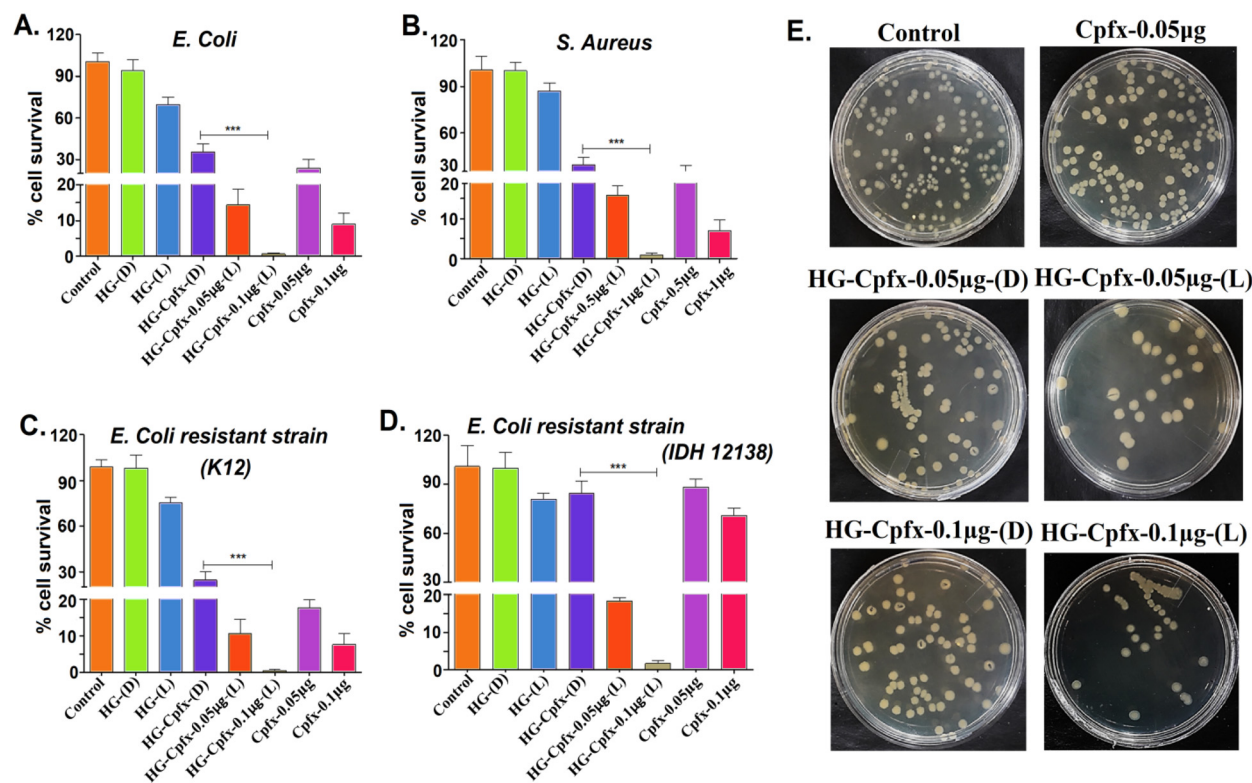 A.
E. Coli
% cell survival
120
90
60
30
20
10
0
***
Control
HG-(D)
HG-(L)
HG-Cpfx-(D)
HG-Cpfx-0.05µg-(L)
HG-Cpfx-0.1µg-(L)
Cpfx-0.05µg
Cpfx-0.1µg
B.
S. Aureus
% cell survival
120
90
60
30
20
10
0
***
Control
HG-(D)
HG-(L)
HG-Cpfx-(D)
HG-Cpfx-0.5µg-(L)
HG-Cpfx-1µg-(L)
Cpfx-0.5µg
Cpfx-1µg
C.
E. Coli resistant strain
(K12)
% cell survival
120
90
60
30
20
10
0
***
Control
HG-(D)
HG-(L)
HG-Cpfx-(D)
HG-Cpfx-0.05µg-(L)
HG-Cpfx-0.1µg-(L)
Cpfx-0.05µg
Cpfx-0.1µg
D.
E. Coli resistant strain
(IDH 12138)
% cell survival
120
90
60
30
20
10
0
***
Control
HG-(D)
HG-(L)
HG-Cpfx-(D)
HG-Cpfx-0.05µg-(L)
HG-Cpfx-0.1µg-(L)
Cpfx-0.05µg
Cpfx-0.1µg
E.
Control
Cpfx-0.05µg
HG-Cpfx-0.05µg-(D)
HG-Cpfx-0.05µg-(L)
HG-Cpfx-0.1µg-(D)
HG-Cpfx-0.1µg-(L)